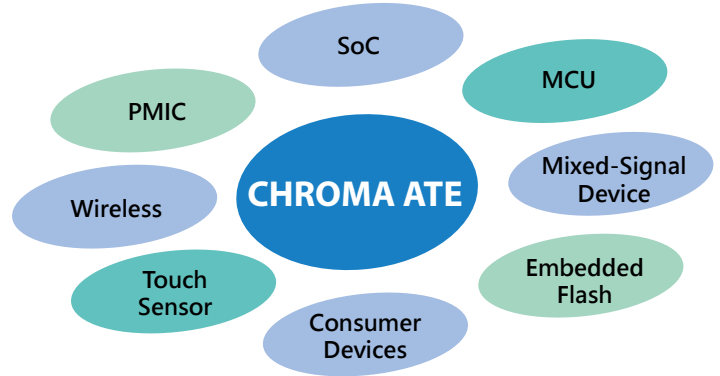 SoC
MCU
PMIC
Mixed-Signal
Device
CHROMA ATE
Wireless
Embedded
Flash
Touch
Sensor
Consumer
Devices